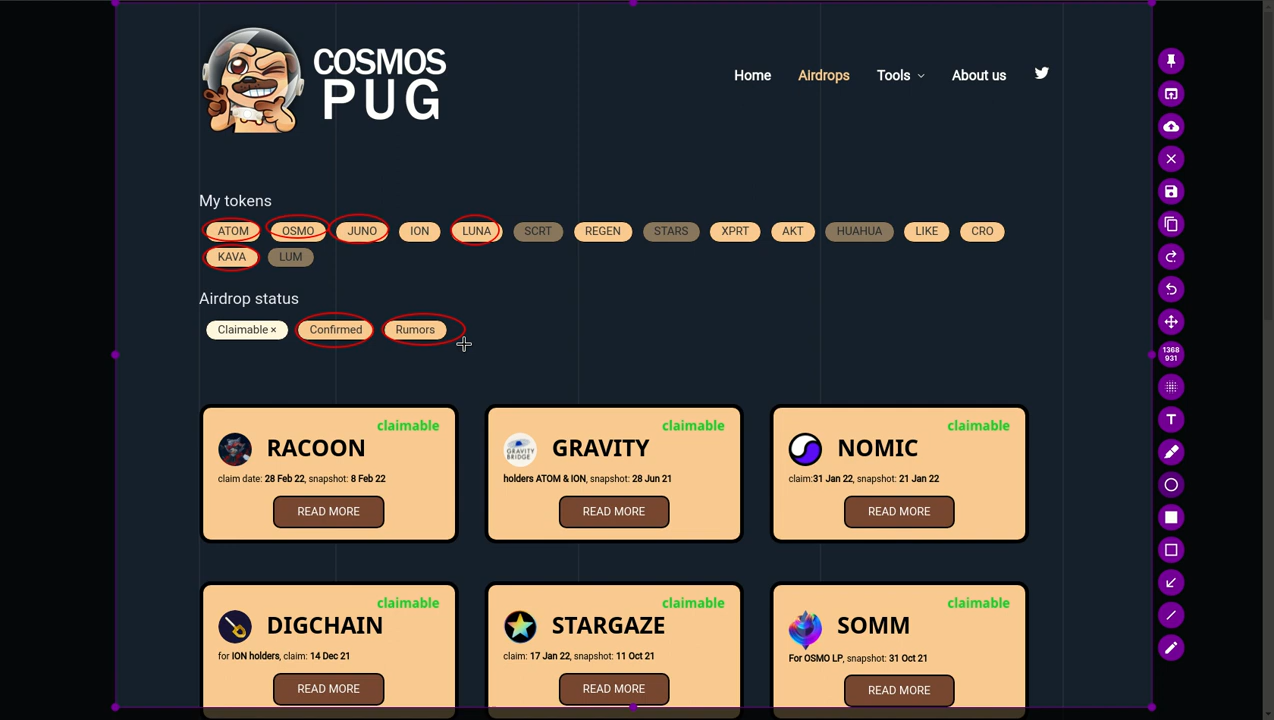 COSMOS
PUG
Home Airdrops Tools About us
My tokens
ATOM OSMO JUNO ION LUNA SCRT REGEN STARS XPRT AKT HUAHUA LIKE CRO
KAVA LUM
Airdrop status
Claimable × Confirmed Rumors
claimable
RACOON
claim date: 28 Feb 22, snapshot: 8 Feb 22
READ MORE
claimable
GRAVITY BRIDGE
GRAVITY
holders ATOM & ION, snapshot: 28 Jun 21
READ MORE
claimable
NOMIC
claim:31 Jan 22, snapshot: 21 Jan 22
READ MORE
claimable
DIGCHAIN
for ION holders, claim: 14 Dec 21
READ MORE
claimable
STARGAZE
claim: 17 Jan 22, snapshot: 11 Oct 21
READ MORE
claimable
SOMM
For OSMO LP, snapshot: 31 Oct 21
READ MORE
1368
931
T